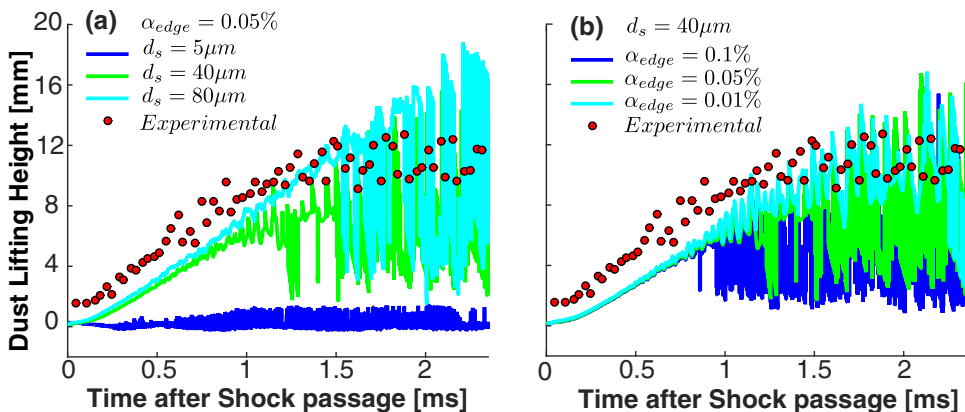 (a)
α_edge = 0.05%
d_s = 5μm
d_s = 40μm
d_s = 80μm
Experimental
20
16
12
8
4
0
Dust Lifting Height [mm]
0 0.5 1 1.5 2
Time after Shock passage [ms]
(b)
d_s = 40μm
α_edge = 0.1%
α_edge = 0.05%
α_edge = 0.01%
Experimental
0 0.5 1 1.5 2
Time after Shock passage [ms]